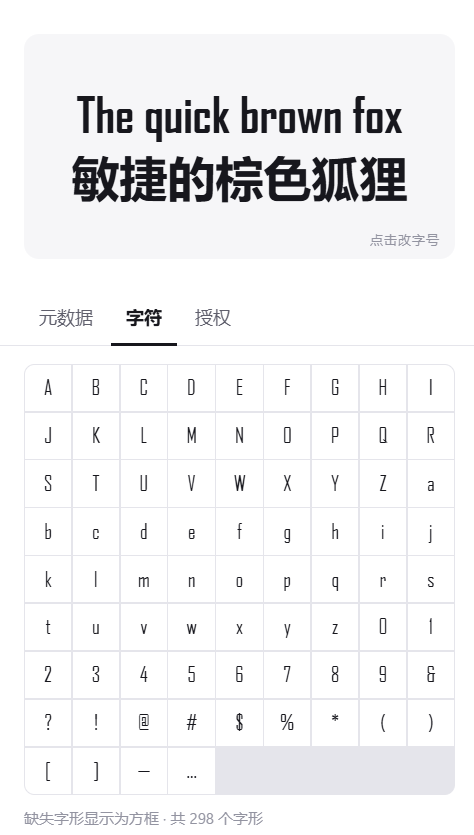 The quick brown fox
敏捷的棕色狐狸
点击改字号
元数据 字符 授权
A B C D E F G H I
J K L M N O P Q R
S T U V W X Y Z a
b c d e f g h i j
k l m n o p q r s
t u v w x y z 0 1
2 3 4 5 6 7 8 9 &
? ! @ # $ % * ( )
[ ] — …
缺失字形显示为方框 · 共 298 个字形